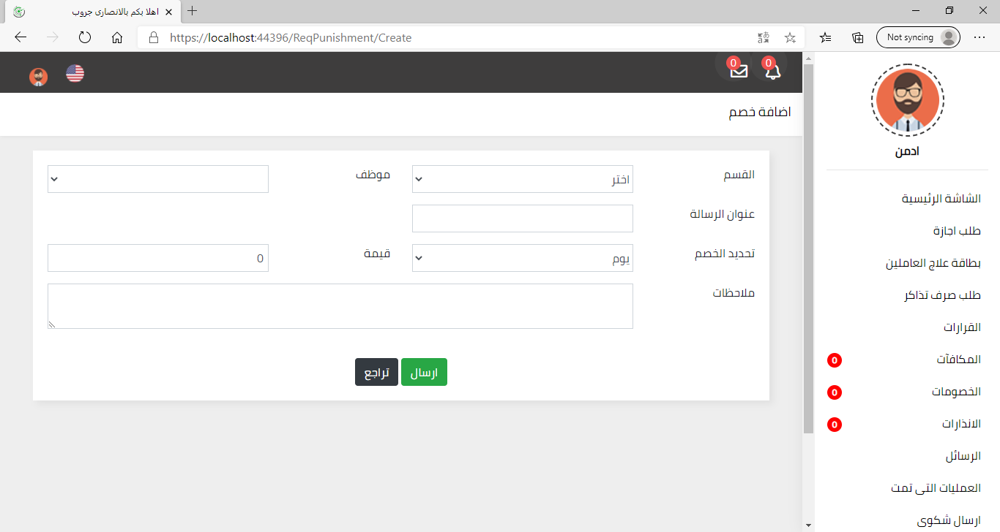 اهلا بكم بالانصارى جروب
https://localhost:44396/ReqPunishment/Create
Not syncing
0
0
اضافة خصم
القسم
اختر
موظف
عنوان الرسالة
تحديد الخصم
يوم
قيمة
0
ملاحظات
ارسال
تراجع
ادمن
الشاشة الرئيسية
طلب اجازة
بطاقة علاج العاملين
طلب صرف تذاكر
القرارات
المكافآت
0
الخصومات
0
الانذارات
0
الرسائل
العمليات التى تمت
ارسال شكوى